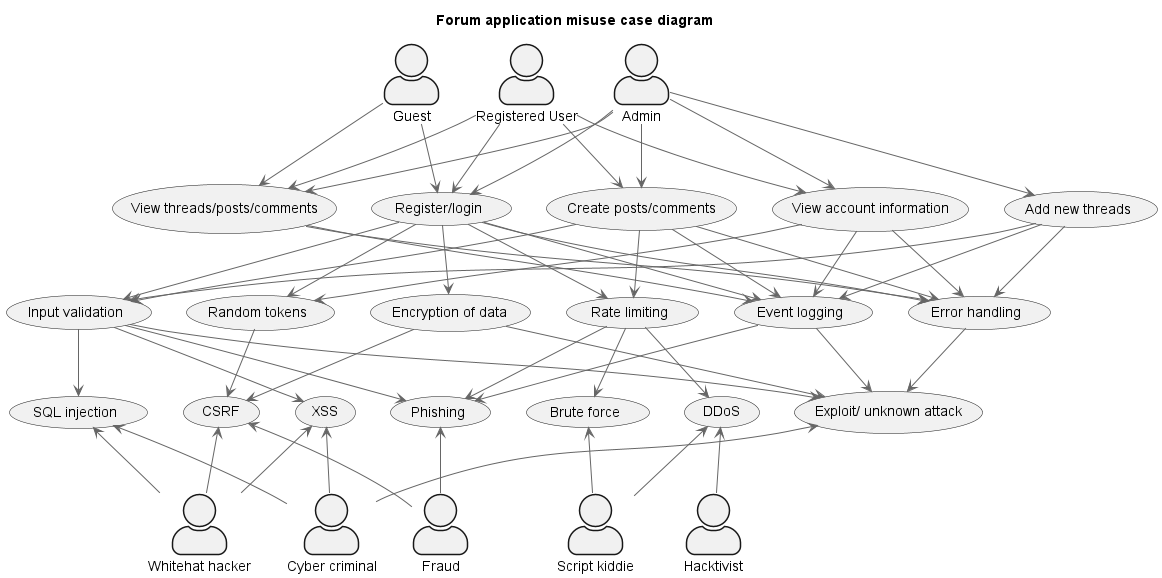 Forum application misuse case diagram
Guest
Registered User
Admin
View threads/posts/comments
Register/login
Create posts/comments
View account information
Add new threads
Input validation
Random tokens
Encryption of data
Rate limiting
Event logging
Error handling
SQL injection
CSRF
XSS
Phishing
Brute force
DDoS
Exploit/ unknown attack
Whitehat hacker
Cyber criminal
Fraud
Script kiddie
Hacktivist